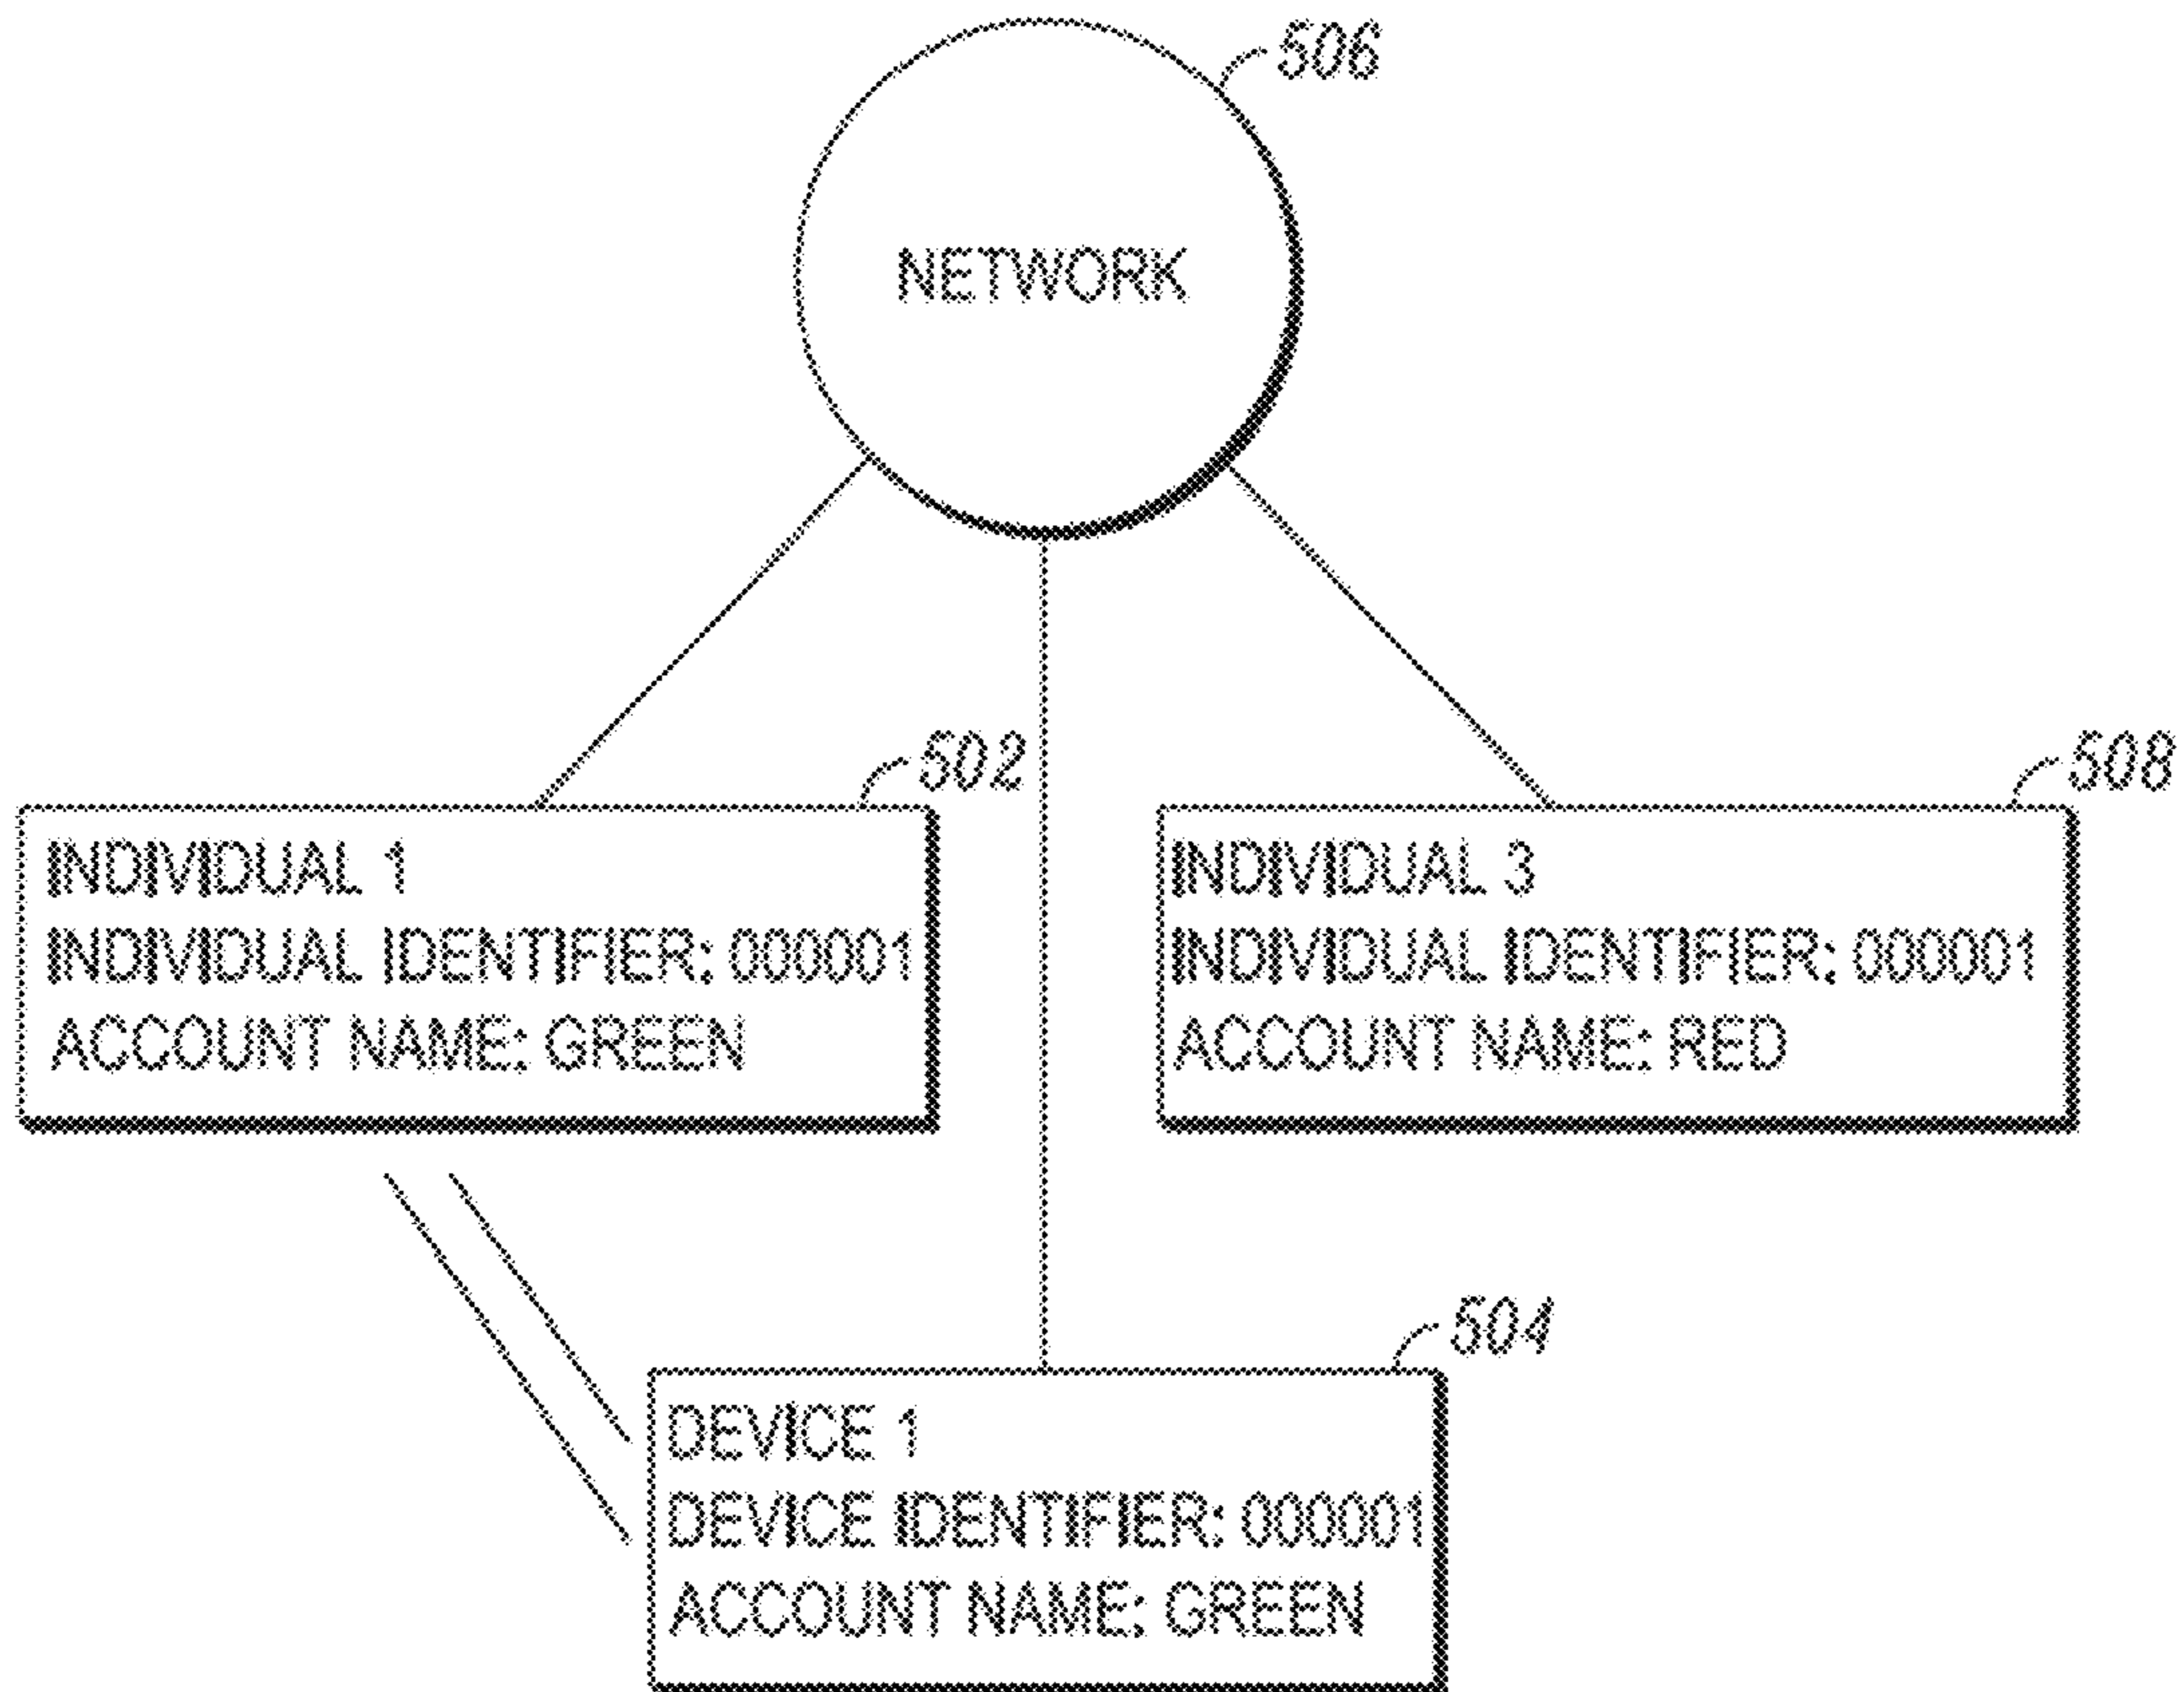 506
NETWORK
502
INDIVIDUAL 1
INDIVIDUAL IDENTIFIER: 000001
ACCOUNT NAME: GREEN
508
INDIVIDUAL 3
INDIVIDUAL IDENTIFIER: 000001
ACCOUNT NAME: RED
504
DEVICE 1
DEVICE IDENTIFIER: 000001
ACCOUNT NAME: GREEN